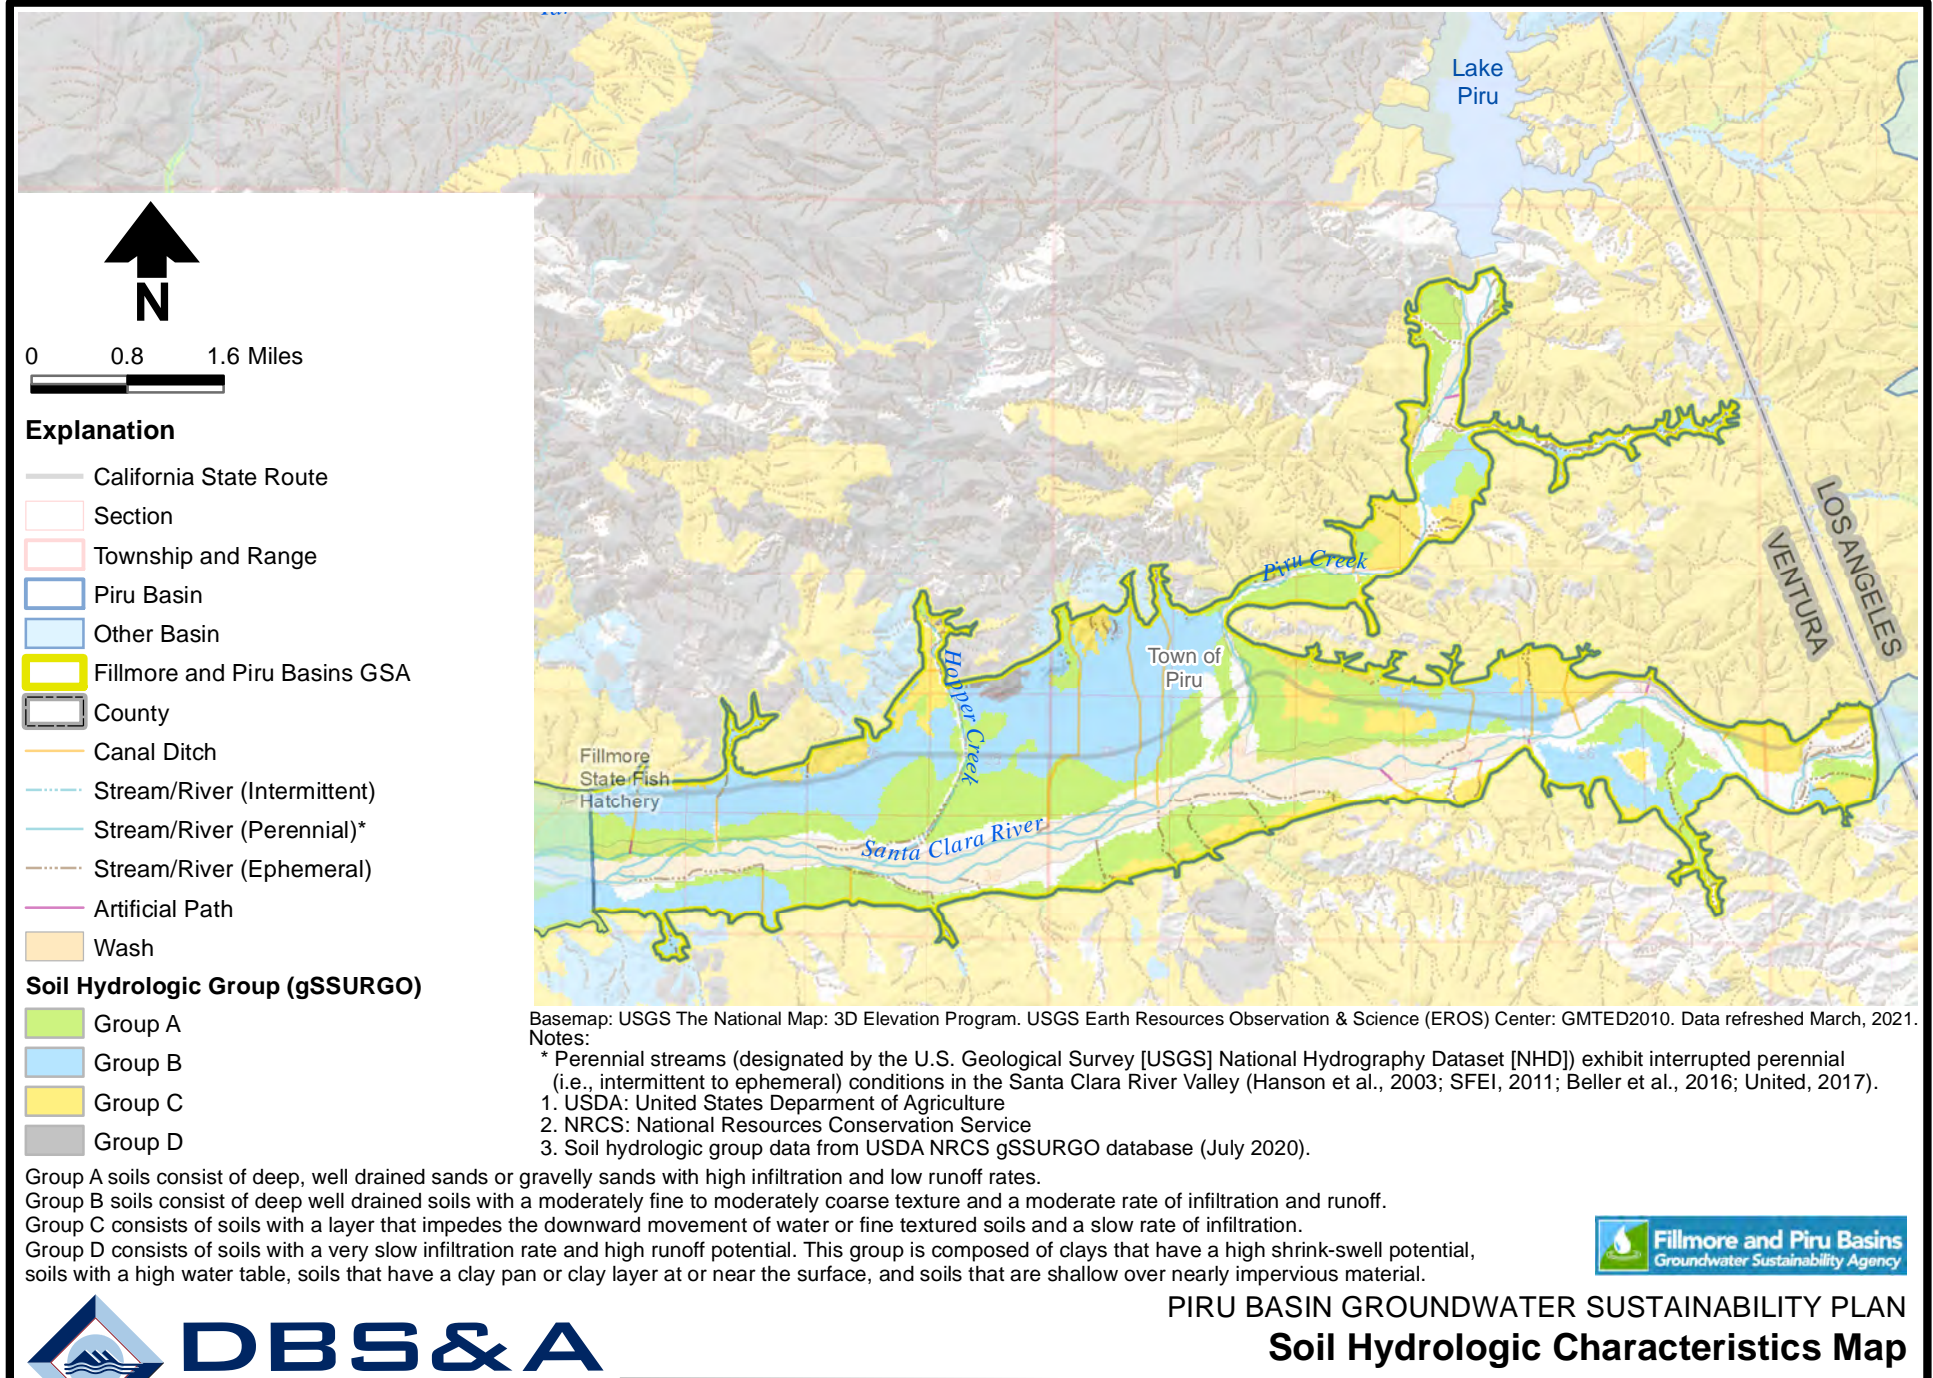 Lake
Piru
N
0 0.8 1.6 Miles
Explanation
California State Route
Section
Township and Range
Piru Basin
Other Basin
Fillmore and Piru Basins GSA
County
Canal Ditch
Stream/River (Intermittent)
Stream/River (Perennial)*
Stream/River (Ephemeral)
Artificial Path
Wash
Soil Hydrologic Group (gSSURGO)
Group A
Group B
Group C
Group D
LOS ANGELES
VENTURA
Piru Creek
Town of
Piru
Hopper Creek
Fillmore
State Fish
Hatchery
Santa Clara River
Basemap: USGS The National Map: 3D Elevation Program. USGS Earth Resources Observation & Science (EROS) Center: GMTED2010. Data refreshed March, 2021.
Notes:
* Perennial streams (designated by the U.S. Geological Survey [USGS] National Hydrography Dataset [NHD]) exhibit interrupted perennial
(i.e., intermittent to ephemeral) conditions in the Santa Clara River Valley (Hanson et al., 2003; SFEI, 2011; Beller et al., 2016; United, 2017).
1. USDA: United States Deparment of Agriculture
2. NRCS: National Resources Conservation Service
3. Soil hydrologic group data from USDA NRCS gSSURGO database (July 2020).
Group A soils consist of deep, well drained sands or gravelly sands with high infiltration and low runoff rates.
Group B soils consist of deep well drained soils with a moderately fine to moderately coarse texture and a moderate rate of infiltration and runoff.
Group C consists of soils with a layer that impedes the downward movement of water or fine textured soils and a slow rate of infiltration.
Group D consists of soils with a very slow infiltration rate and high runoff potential. This group is composed of clays that have a high shrink-swell potential,
soils with a high water table, soils that have a clay pan or clay layer at or near the surface, and soils that are shallow over nearly impervious material.
Fillmore and Piru Basins
Groundwater Sustainability Agency
DBS&A
PIRU BASIN GROUNDWATER SUSTAINABILITY PLAN
Soil Hydrologic Characteristics Map